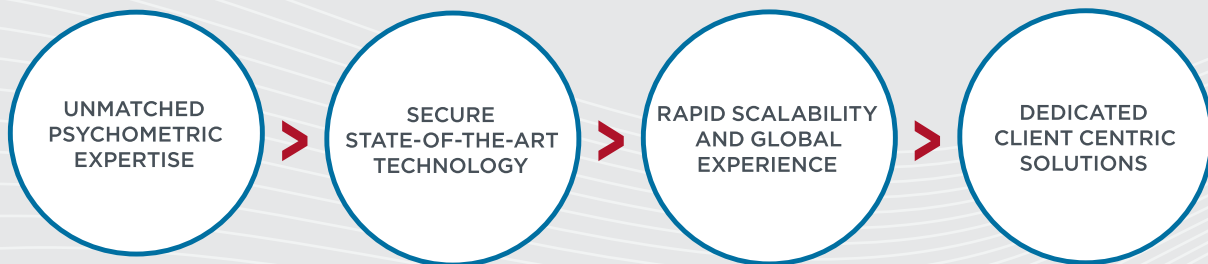 UNMATCHED
PSYCHOMETRIC
EXPERTISE
>
SECURE
STATE-OF-THE-ART
TECHNOLOGY
>
RAPID SCALABILITY
AND GLOBAL
EXPERIENCE
>
DEDICATED
CLIENT CENTRIC
SOLUTIONS